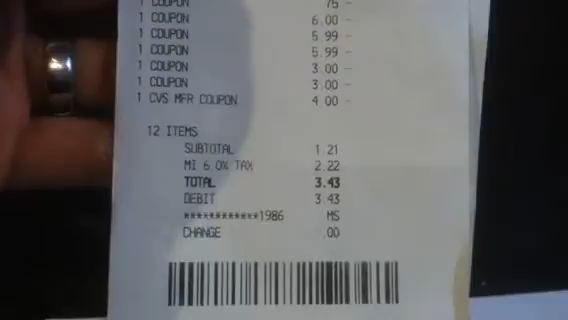 1 COUPON 75 -
1 COUPON 6.00 -
1 COUPON 5.99 -
1 COUPON 5.99 -
1 COUPON 3.00 -
1 COUPON 3.00 -
1 CVS MFR COUPON 4.00 -
12 ITEMS
SUBTOTAL 1.21
MI 6.0% TAX 2.22
TOTAL 3.43
DEBIT 3.43
************1986 MS
CHANGE .00